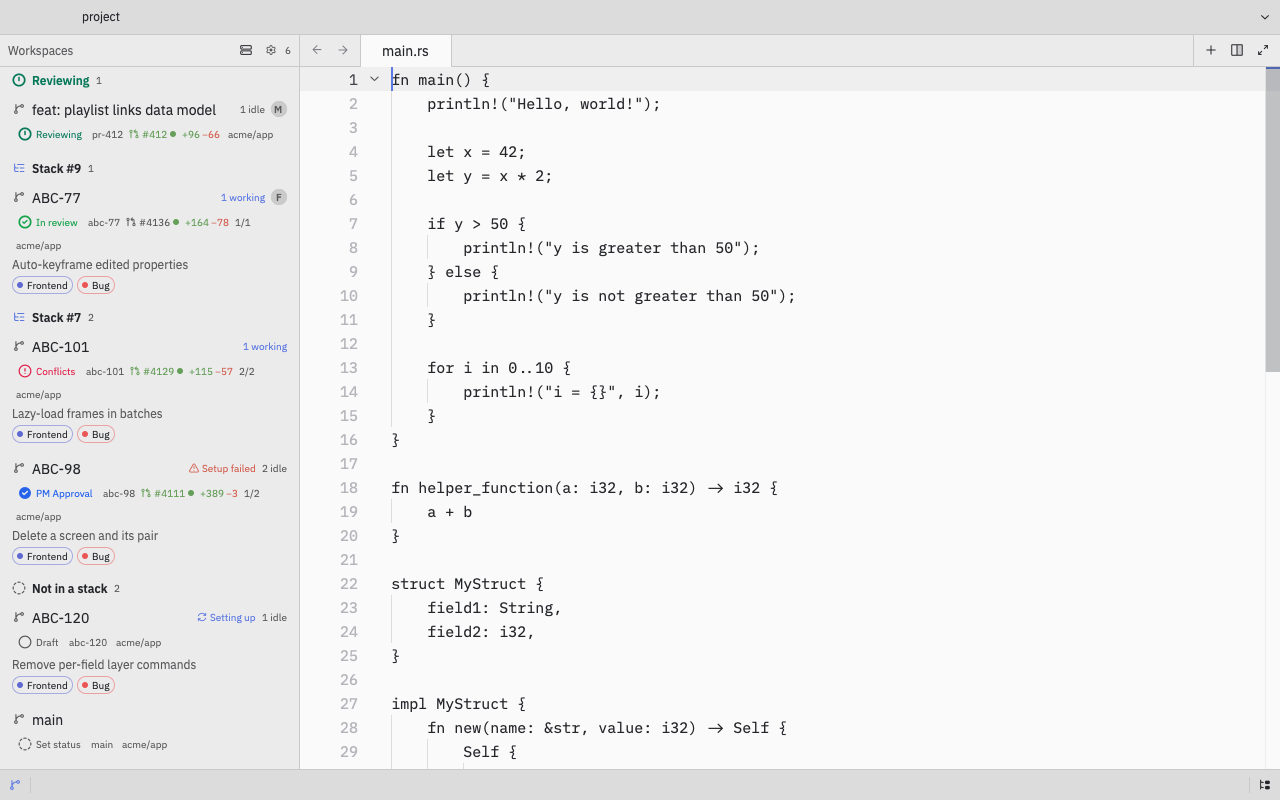 project
Workspaces 6
main.rs
Reviewing 1
feat: playlist links data model 1 idle M
Reviewing pr-412 #412 +96 −66 acme/app
Stack #9 1
ABC-77 1 working F
In review abc-77 #4136 +164 −78 1/1
acme/app
Auto-keyframe edited properties
Frontend Bug
Stack #7 2
ABC-101 1 working
Conflicts abc-101 #4129 +115 −57 2/2
acme/app
Lazy-load frames in batches
Frontend Bug
ABC-98 Setup failed 2 idle
PM Approval abc-98 #4111 +389 −3 1/2
acme/app
Delete a screen and its pair
Frontend Bug
Not in a stack 2
ABC-120 Setting up 1 idle
Draft abc-120 acme/app
Remove per-field layer commands
Frontend Bug
main
Set status main acme/app
1 fn main() {
2 println!("Hello, world!");
3
4 let x = 42;
5 let y = x * 2;
6
7 if y > 50 {
8 println!("y is greater than 50");
9 } else {
10 println!("y is not greater than 50");
11 }
12
13 for i in 0..10 {
14 println!("i = {}", i);
15 }
16 }
17
18 fn helper_function(a: i32, b: i32) -> i32 {
19 a + b
20 }
21
22 struct MyStruct {
23 field1: String,
24 field2: i32,
25 }
26
27 impl MyStruct {
28 fn new(name: &str, value: i32) -> Self {
29 Self {